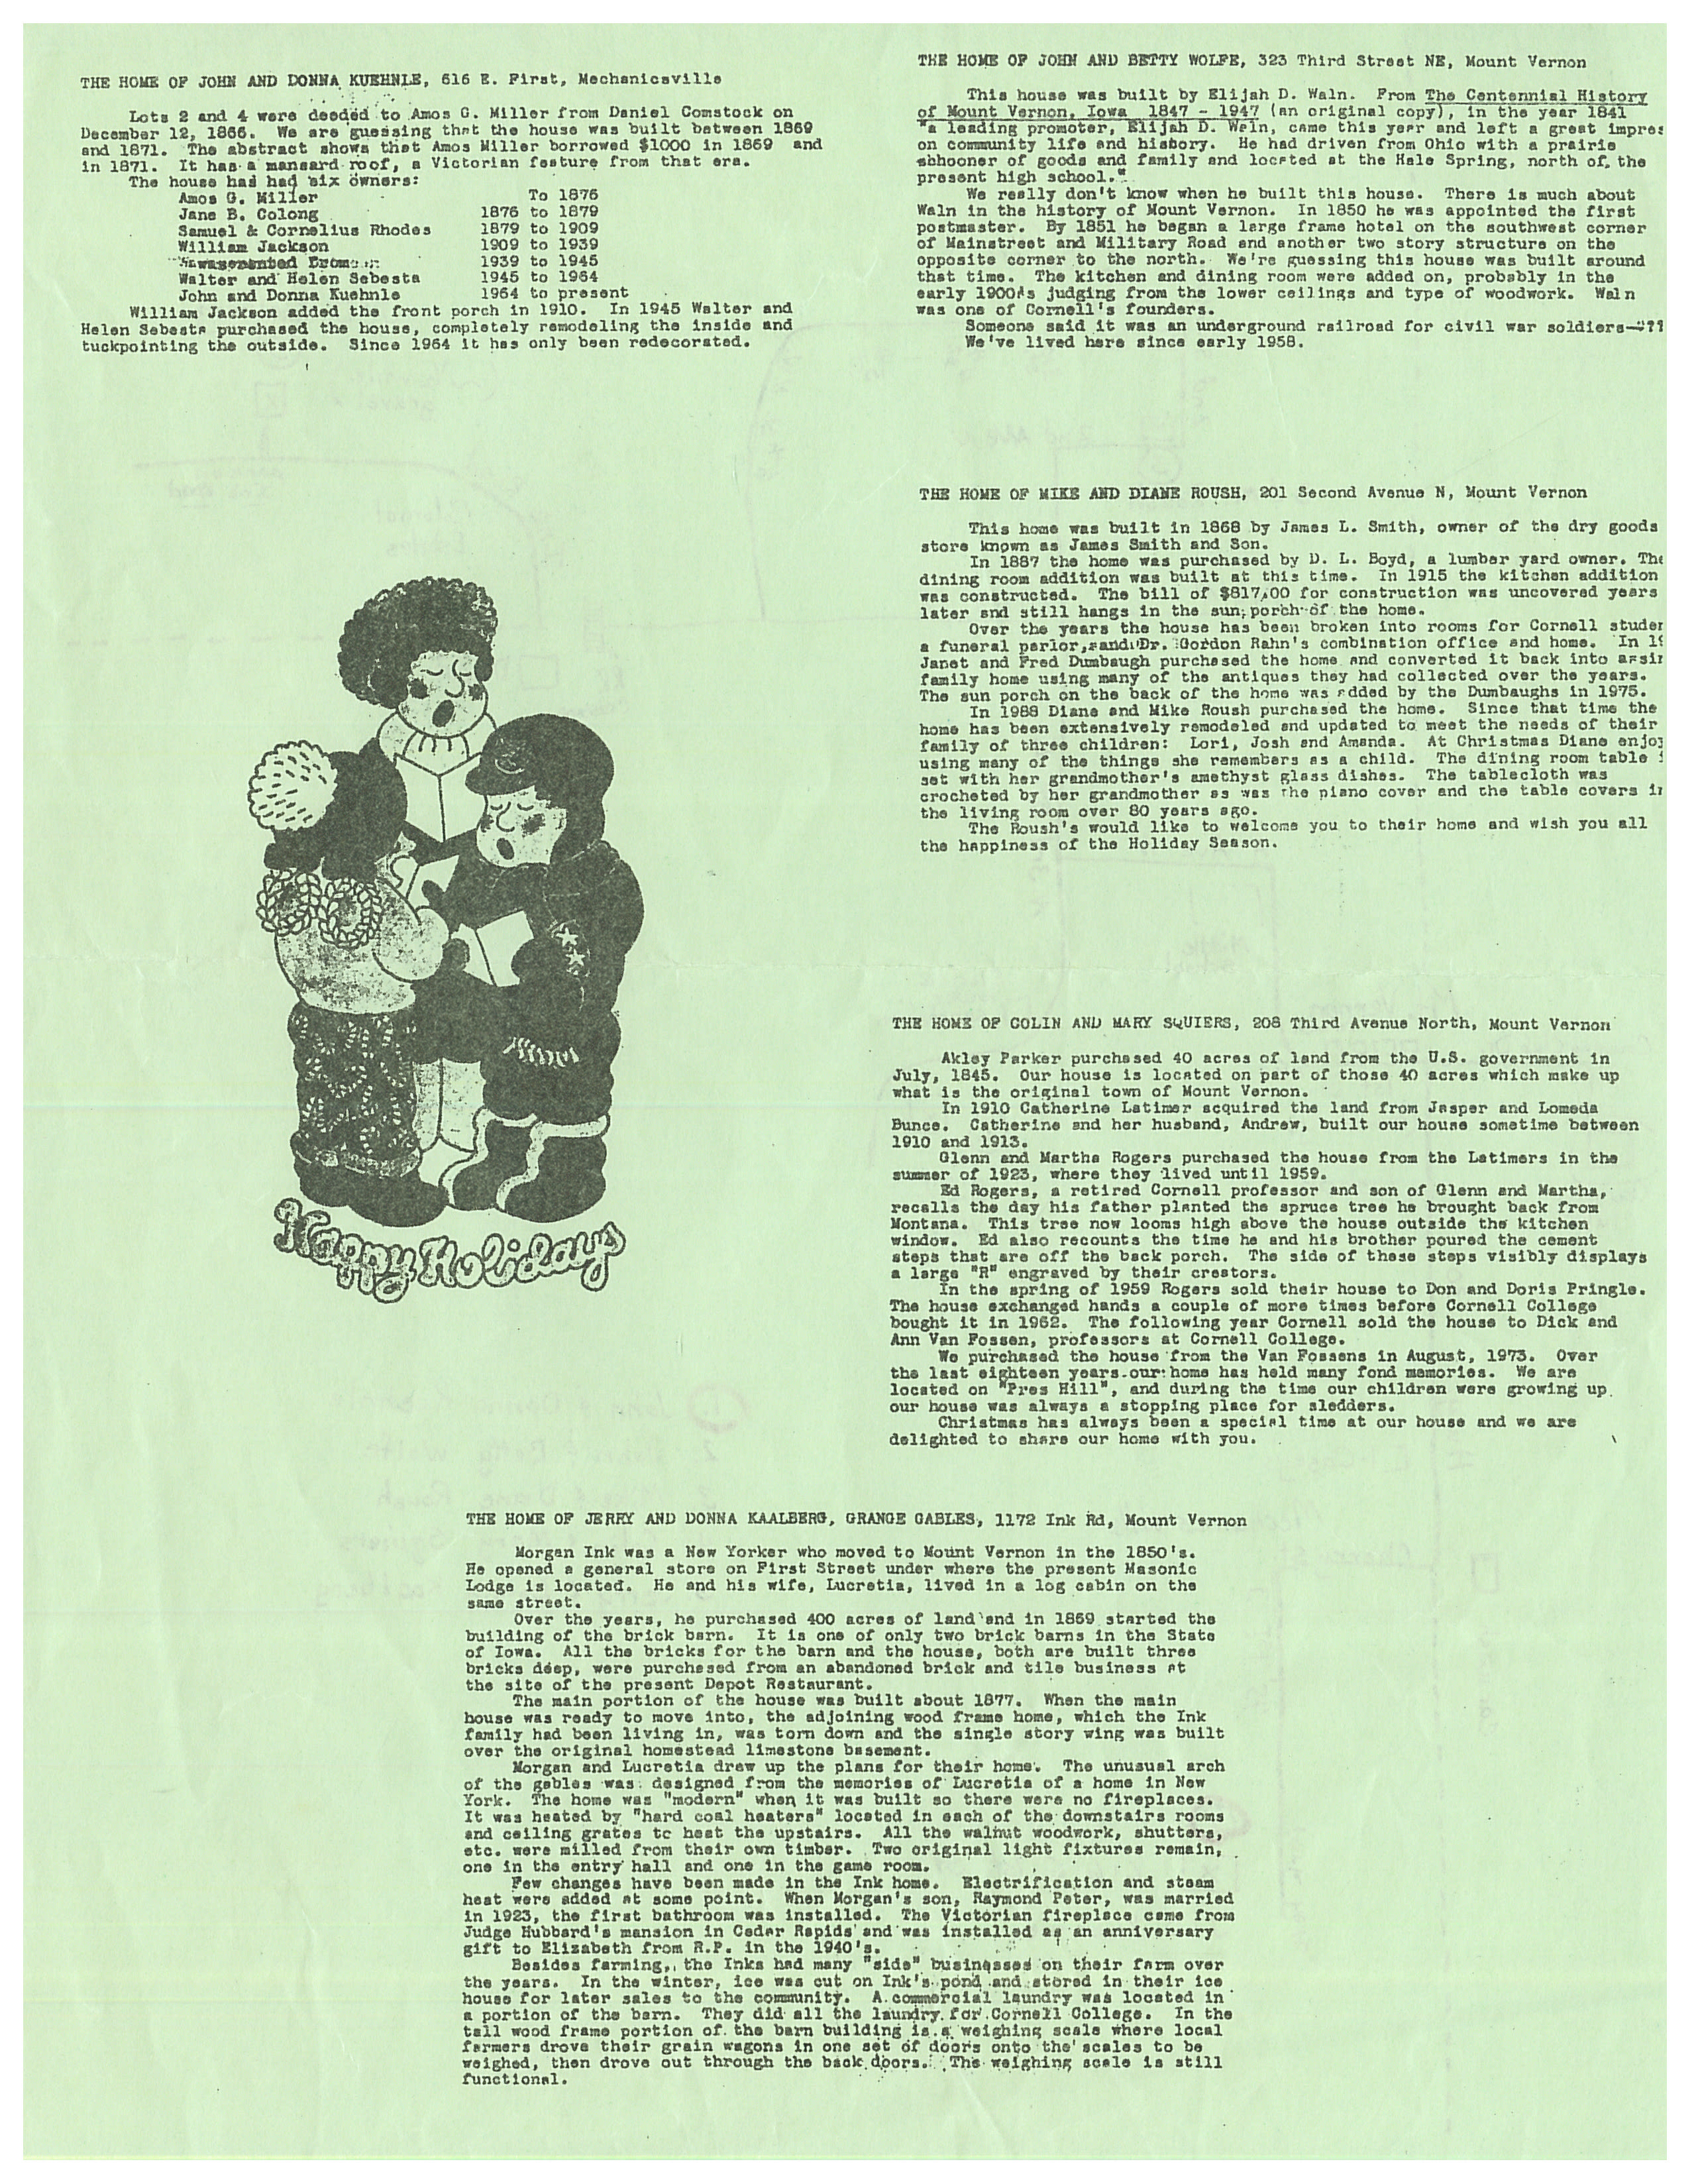 THE HOME OF JOHN AND DONNA KUEHNLE, 616 E. First, Mechanicsville
Lots 2 and 4 were deeded to Amos G. Miller from Daniel Comstock on
December 12, 1866. We are guessing that the house was built between 1869
and 1871. The abstract shows that Amos Miller borrowed $1000 in 1869 and
in 1871. It has a mansard roof, a Victorian feature from that era.
The house has had six owners:
Amos G. Miller To 1876
Jane B. Colong 1876 to 1879
Samuel & Cornelius Rhodes 1879 to 1909
William Jackson 1909 to 1939
1939 to 1945
Walter and Helen Sebesta 1945 to 1964
John and Donna Kuehnle 1964 to present
William Jackson added the front porch in 1910. In 1945 Walter and
Helen Sebesta purchased the house, completely remodeling the inside and
tuckpointing the outside. Since 1964 it has only been redecorated.
Happy Holidays
THE HOME OF JOHN AND BETTY WOLFE, 323 Third Street NE, Mount Vernon
This house was built by Elijah D. Waln. From The Centennial History
of Mount Vernon, Iowa 1847 - 1947 (an original copy), in the year 1841
"a leading promoter, Elijah D. Waln, came this year and left a great impres
on community life and history. He had driven from Ohio with a prairie
sbhooner of goods and family and located at the Hale Spring, north of the
present high school."
We really don't know when he built this house. There is much about
Waln in the history of Mount Vernon. In 1850 he was appointed the first
postmaster. By 1851 he began a large frame hotel on the southwest corner
of Mainstreet and Military Road and another two story structure on the
opposite corner to the north. We're guessing this house was built around
that time. The kitchen and dining room were added on, probably in the
early 1900's judging from the lower ceilings and type of woodwork. Waln
was one of Cornell's founders.
Someone said it was an underground railroad for civil war soldiers--???
We've lived here since early 1958.
THE HOME OF MIKE AND DIANE ROUSH, 201 Second Avenue N, Mount Vernon
This home was built in 1868 by James L. Smith, owner of the dry goods
store known as James Smith and Son.
In 1887 the home was purchased by D. L. Boyd, a lumber yard owner. The
dining room addition was built at this time. In 1915 the kitchen addition
was constructed. The bill of $817.00 for construction was uncovered years
later and still hangs in the sun porch of the home.
Over the years the house has been broken into rooms for Cornell studen
a funeral parlor, and Dr. Gordon Rahn's combination office and home. In 19
Janet and Fred Dumbaugh purchased the home and converted it back into a sin
family home using many of the antiques they had collected over the years.
The sun porch on the back of the home was added by the Dumbaughs in 1975.
In 1988 Diane and Mike Roush purchased the home. Since that time the
home has been extensively remodeled and updated to meet the needs of their
family of three children: Lori, Josh and Amanda. At Christmas Diane enjoy
using many of the things she remembers as a child. The dining room table i
set with her grandmother's amethyst glass dishes. The tablecloth was
crocheted by her grandmother as was the piano cover and the table covers in
the living room over 80 years ago.
The Roush's would like to welcome you to their home and wish you all
the happiness of the Holiday Season.
THE HOME OF COLIN AND MARY SQUIERS, 208 Third Avenue North, Mount Vernon
Akley Parker purchased 40 acres of land from the U.S. government in
July, 1845. Our house is located on part of those 40 acres which make up
what is the original town of Mount Vernon.
In 1910 Catherine Latimer acquired the land from Jasper and Lomeda
Bunce. Catherine and her husband, Andrew, built our house sometime between
1910 and 1913.
Glenn and Martha Rogers purchased the house from the Latimers in the
summer of 1923, where they lived until 1959.
Ed Rogers, a retired Cornell professor and son of Glenn and Martha,
recalls the day his father planted the spruce tree he brought back from
Montana. This tree now looms high above the house outside the kitchen
window. Ed also recounts the time he and his brother poured the cement
steps that are off the back porch. The side of these steps visibly displays
a large "R" engraved by their creators.
In the spring of 1959 Rogers sold their house to Don and Doris Pringle.
The house exchanged hands a couple of more times before Cornell College
bought it in 1962. The following year Cornell sold the house to Dick and
Ann Van Fossen, professors at Cornell College.
We purchased the house from the Van Fossens in August, 1973. Over
the last eighteen years our home has held many fond memories. We are
located on "Pres Hill", and during the time our children were growing up
our house was always a stopping place for sledders.
Christmas has always been a special time at our house and we are
delighted to share our home with you.
THE HOME OF JERRY AND DONNA KAALBERG, GRANGE GABLES, 1172 Ink Rd, Mount Vernon
Morgan Ink was a New Yorker who moved to Mount Vernon in the 1850's.
He opened a general store on First Street under where the present Masonic
Lodge is located. He and his wife, Lucretia, lived in a log cabin on the
same street.
Over the years, he purchased 400 acres of land and in 1869 started the
building of the brick barn. It is one of only two brick barns in the State
of Iowa. All the bricks for the barn and the house, both are built three
bricks deep, were purchased from an abandoned brick and tile business at
the site of the present Depot Restaurant.
The main portion of the house was built about 1877. When the main
house was ready to move into, the adjoining wood frame home, which the Ink
family had been living in, was torn down and the single story wing was built
over the original homestead limestone basement.
Morgan and Lucretia drew up the plans for their home. The unusual arch
of the gables was designed from the memories of Lucretia of a home in New
York. The home was "modern" when it was built so there were no fireplaces.
It was heated by "hard coal heaters" located in each of the downstairs rooms
and ceiling grates to heat the upstairs. All the walnut woodwork, shutters,
etc. were milled from their own timber. Two original light fixtures remain,
one in the entry hall and one in the game room.
Few changes have been made in the Ink home. Electrification and steam
heat were added at some point. When Morgan's son, Raymond Peter, was married
in 1923, the first bathroom was installed. The Victorian fireplace came from
Judge Hubbard's mansion in Cedar Rapids and was installed as an anniversary
gift to Elizabeth from R.P. in the 1940's.
Besides farming, the Inks had many "side" businesses on their farm over
the years. In the winter, ice was cut on Ink's pond and stored in their ice
house for later sales to the community. A commercial laundry was located in
a portion of the barn. They did all the laundry for Cornell College. In the
tall wood frame portion of the barn building is a weighing scale where local
farmers drove their grain wagons in one set of doors onto the scales to be
weighed, then drove out through the back doors. The weighing scale is still
functional.